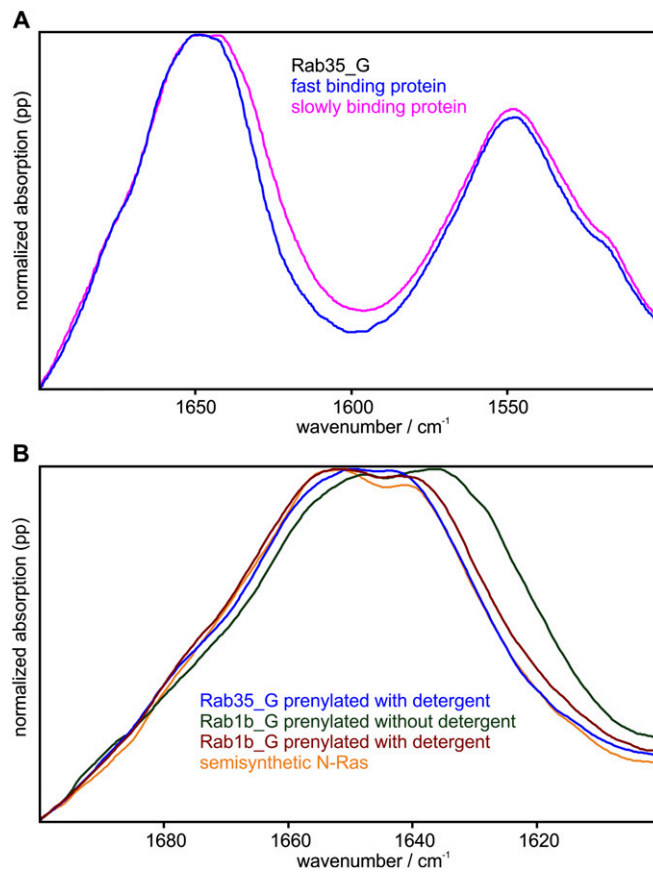 A
normalized absorption (pp)
Rab35_G
fast binding protein
slowly binding protein
1650 1600 1550
wavenumber / cm-1
B
normalized absorption (pp)
Rab35_G prenylated with detergent
Rab1b_G prenylated without detergent
Rab1b_G prenylated with detergent
semisynthetic N-Ras
1680 1660 1640 1620
wavenumber / cm-1